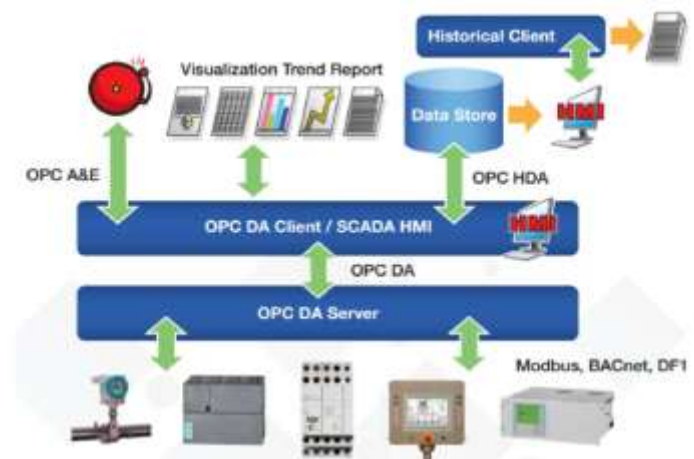 Historical Client
Visualization Trend Report
Data Store
HMI
OPC A&E
OPC HDA
OPC DA Client / SCADA HMI
HMI
OPC DA
OPC DA Server
Modbus, BACnet, DF1